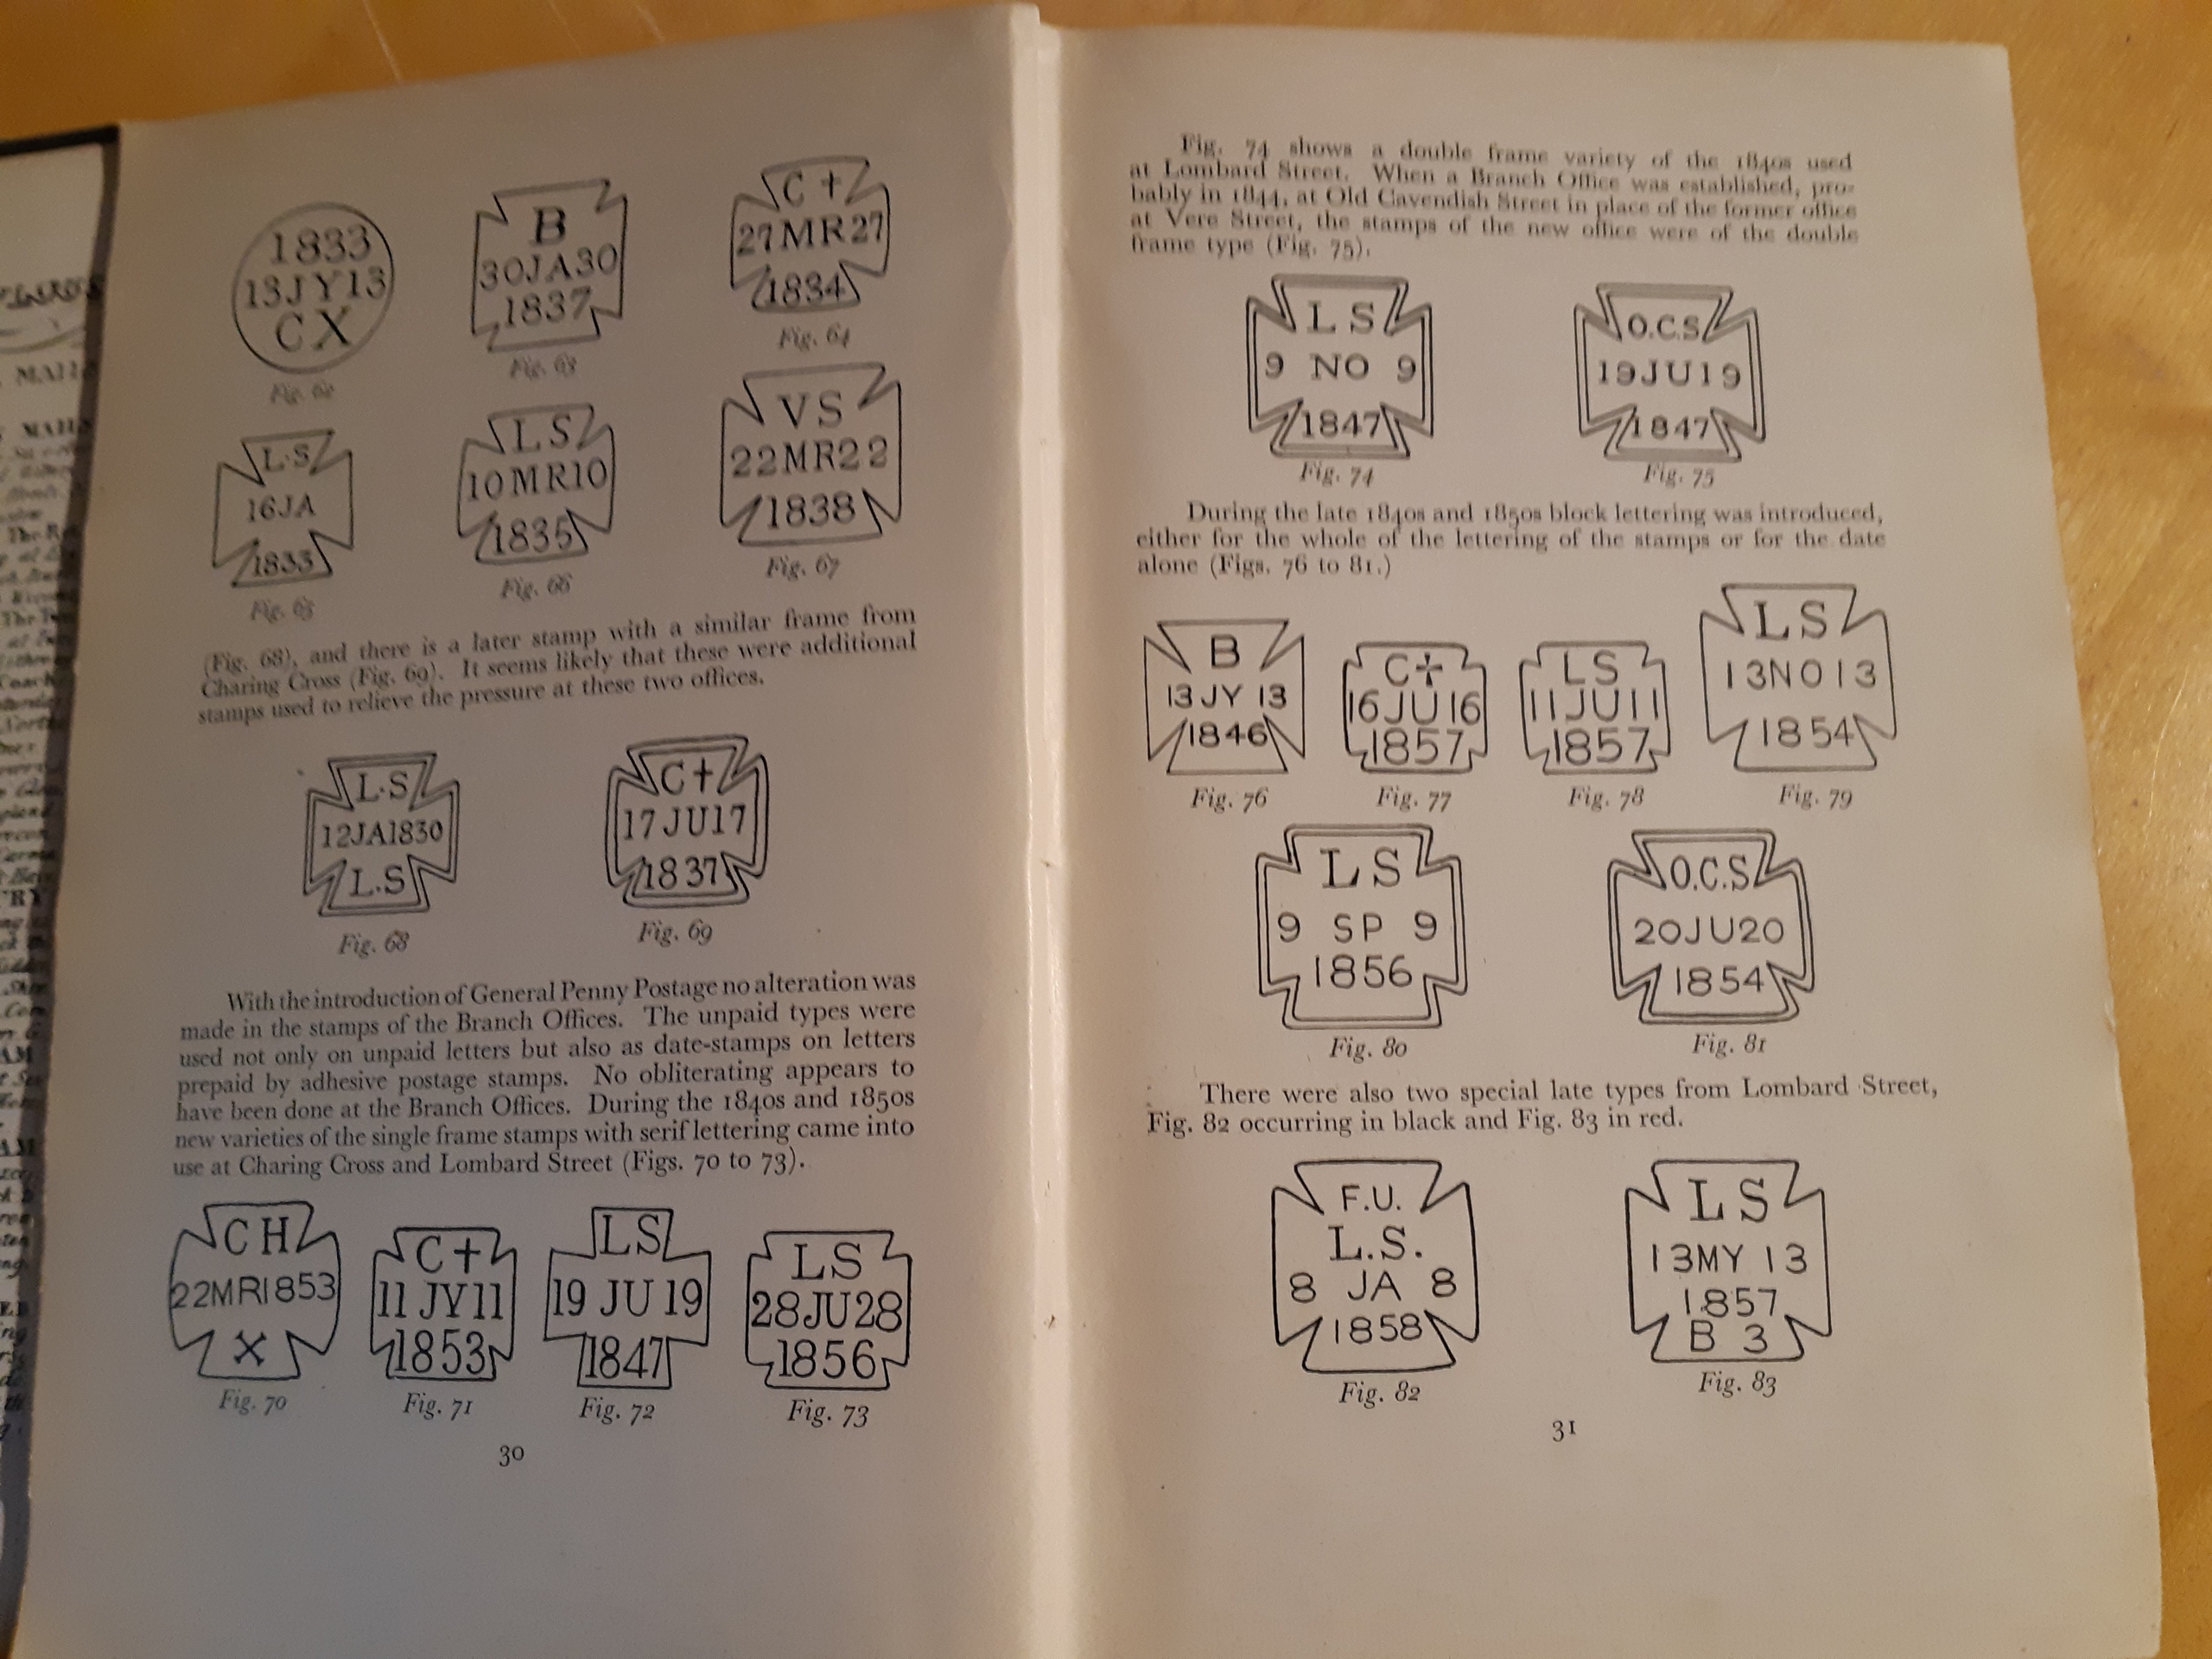 1833
13JY13
CX
Fig. 62
B
30JA30
1837
Fig. 63
C +
27MR27
1834
Fig. 64
L·S
16JA
1833
Fig. 65
LS
10MR10
1835
Fig. 66
VS
22MR22
1838
Fig. 67
(Fig. 68), and there is a later stamp with a similar frame from
Charing Cross (Fig. 69). It seems likely that these were additional
stamps used to relieve the pressure at these two offices.
L·S
12JA1830
L.S
Fig. 68
C+
17JU17
1837
Fig. 69
With the introduction of General Penny Postage no alteration was
made in the stamps of the Branch Offices. The unpaid types were
used not only on unpaid letters but also as date-stamps on letters
prepaid by adhesive postage stamps. No obliterating appears to
have been done at the Branch Offices. During the 1840s and 1850s
new varieties of the single frame stamps with serif lettering came into
use at Charing Cross and Lombard Street (Figs. 70 to 73).
CH
22MR1853
X
Fig. 70
C+
11 JY11
1853
Fig. 71
LS
19 JU 19
1847
Fig. 72
LS
28JU28
1856
Fig. 73
30
Fig. 74 shows a double frame variety of the 1840s used
at Lombard Street. When a Branch Office was established, pro-
bably in 1844, at Old Cavendish Street in place of the former office
at Vere Street, the stamps of the new office were of the double
frame type (Fig. 75).
LS
9 NO 9
1847
Fig. 74
O.C.S
19JU19
1847
Fig. 75
During the late 1840s and 1850s block lettering was introduced,
either for the whole of the lettering of the stamps or for the date
alone (Figs. 76 to 81.)
B
13JY 13
1846
Fig. 76
C+
16JU16
1857
Fig. 77
LS
11JU11
1857
Fig. 78
LS
13NO13
1854
Fig. 79
LS
9 SP 9
1856
Fig. 80
O.C.S
20JU20
1854
Fig. 81
There were also two special late types from Lombard Street,
Fig. 82 occurring in black and Fig. 83 in red.
F.U.
L.S.
8 JA 8
1858
Fig. 82
LS
13MY 13
1857
B 3
Fig. 83
31